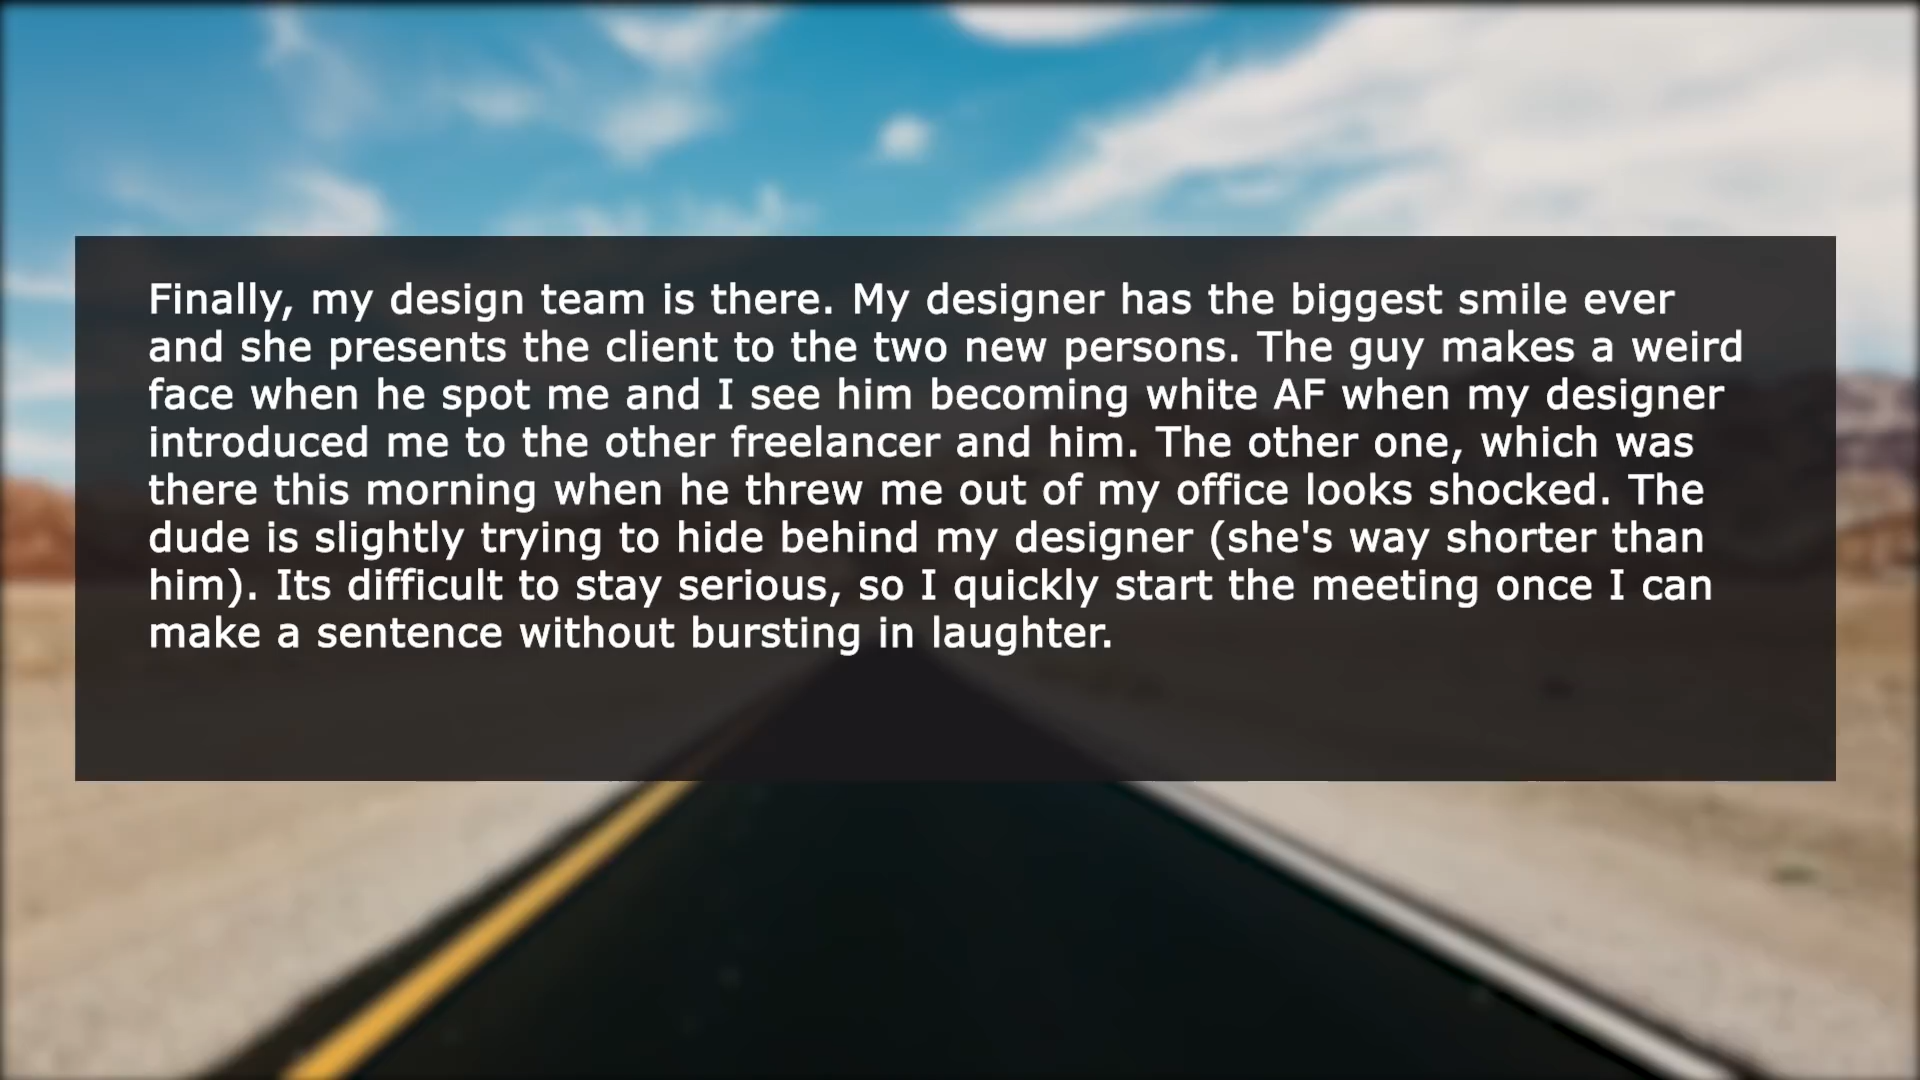 Finally, my design team is there. My designer has the biggest smile ever
and she presents the client to the two new persons. The guy makes a weird
face when he spot me and I see him becoming white AF when my designer
introduced me to the other freelancer and him. The other one, which was
there this morning when he threw me out of my office looks shocked. The
dude is slightly trying to hide behind my designer (she's way shorter than
him). Its difficult to stay serious, so I quickly start the meeting once I can
make a sentence without bursting in laughter.